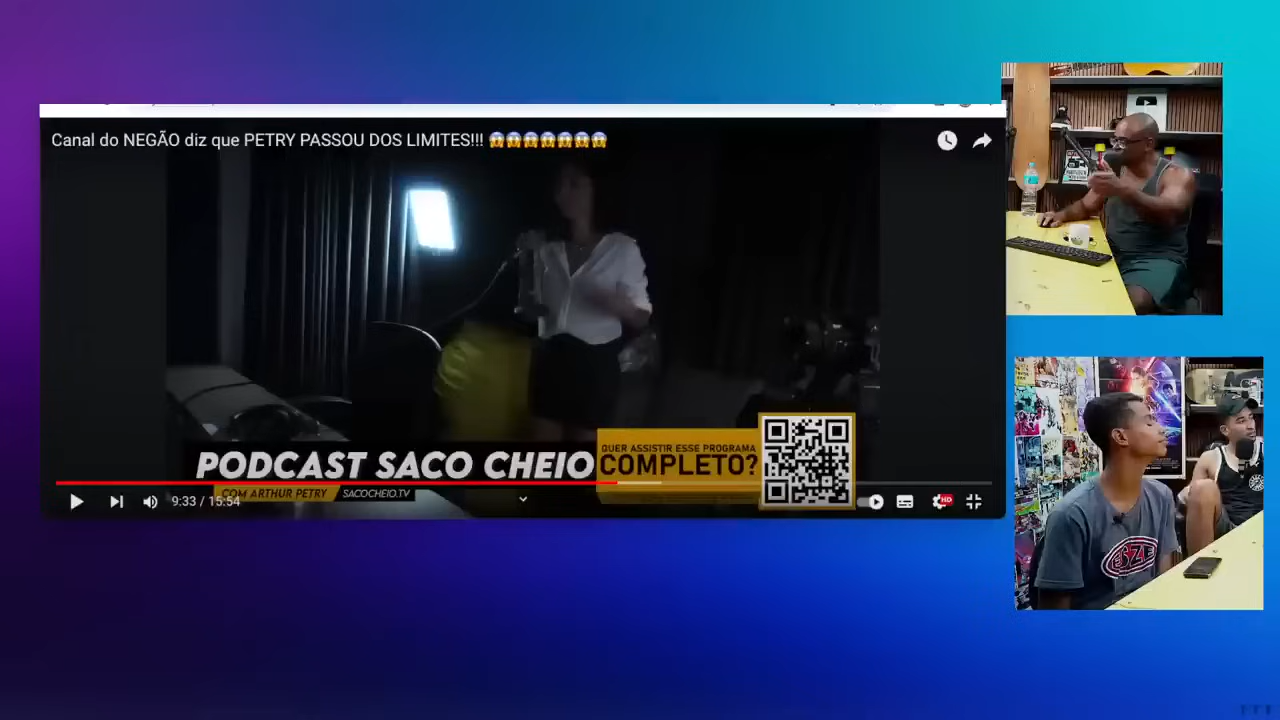 Canal do NEGÃO diz que PETRY PASSOU DOS LIMITES!!! 😱😱😱😱😱😱😱
PODCAST SACO CHEIO
COM ARTHUR PETRY SACOCHEIO.TV
QUER ASSISTIR ESSE PROGRAMA
COMPLETO?
9:33 / 15:54
HD